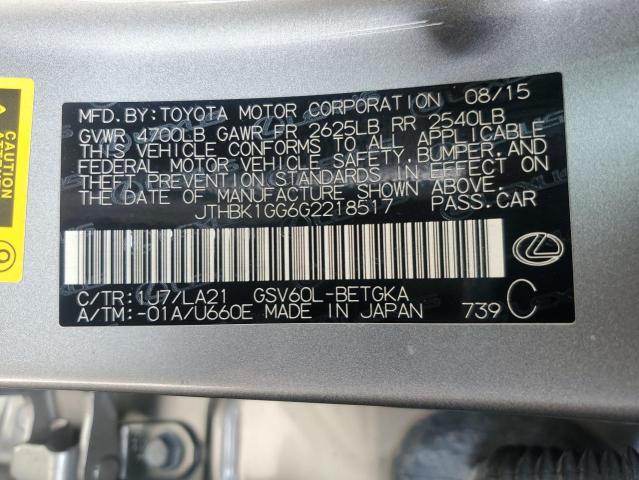 MFD.BY:TOYOTA MOTOR CORPORATION 08/15
GVWR 4700LB GAWR FR 2625LB RR 2540LB
THIS VEHICLE CONFORMS TO ALL APPLICABLE
FEDERAL MOTOR VEHICLE SAFETY,BUMPER,AND
THEFT PREVENTION STANDARDS IN EFFECT ON
THE DATE OF MANUFACTURE SHOWN ABOVE.
JTHBK1GG6G2218517 PASS.CAR
C/TR:1J7/LA21 GSV60L-BETGKA
A/TM:-01A/U660E MADE IN JAPAN 739 C
CAUTION